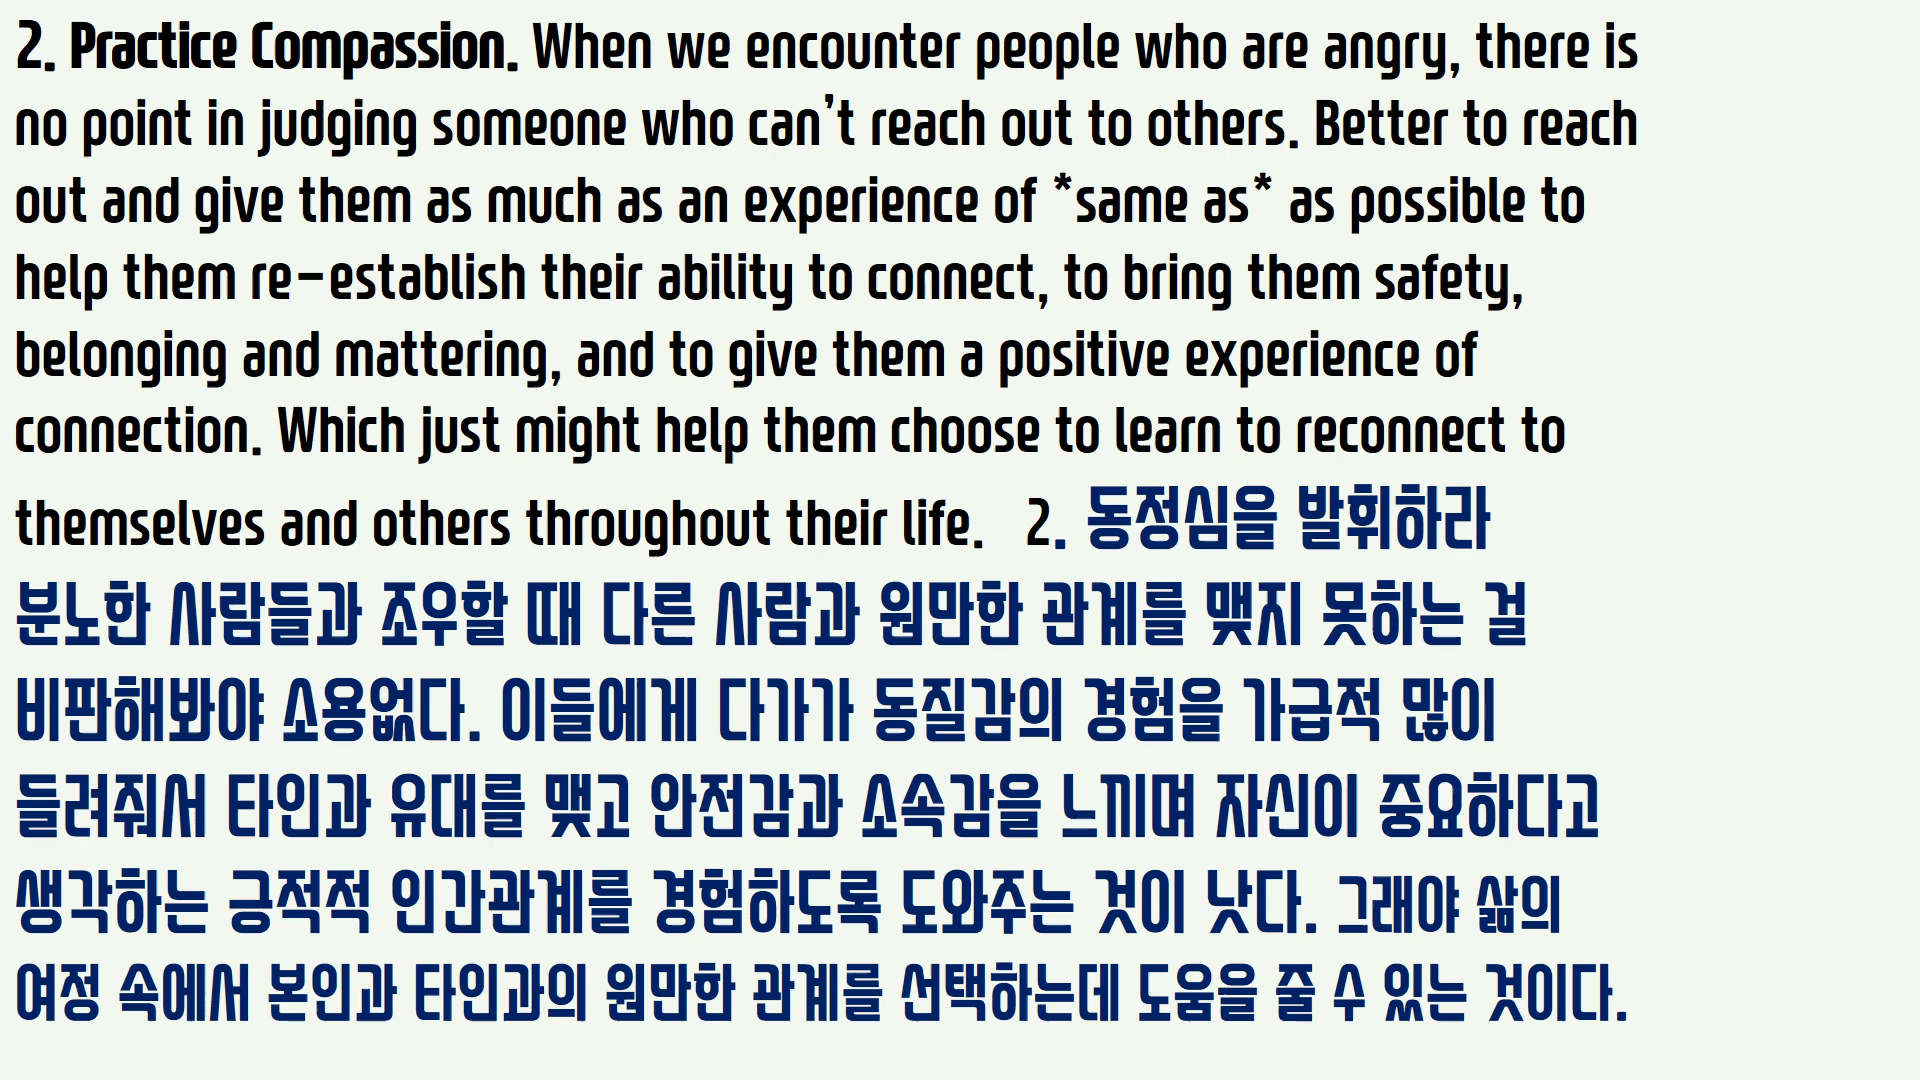 2. Practice Compassion. When we encounter people who are angry, there is
no point in judging someone who can’t reach out to others. Better to reach
out and give them as much as an experience of *same as* as possible to
help them re-establish their ability to connect, to bring them safety,
belonging and mattering, and to give them a positive experience of
connection. Which just might help them choose to learn to reconnect to
themselves and others throughout their life. 2. 동정심을 발휘하라
분노한 사람들과 조우할 때 다른 사람과 원만한 관계를 맺지 못하는 걸
비판해봐야 소용없다. 이들에게 다가가 동질감의 경험을 가급적 많이
들려줘서 타인과 유대를 맺고 안전감과 소속감을 느끼며 자신이 중요하다고
생각하는 긍적적 인간관계를 경험하도록 도와주는 것이 낫다. 그래야 삶의
여정 속에서 본인과 타인과의 원만한 관계를 선택하는데 도움을 줄 수 있는 것이다.